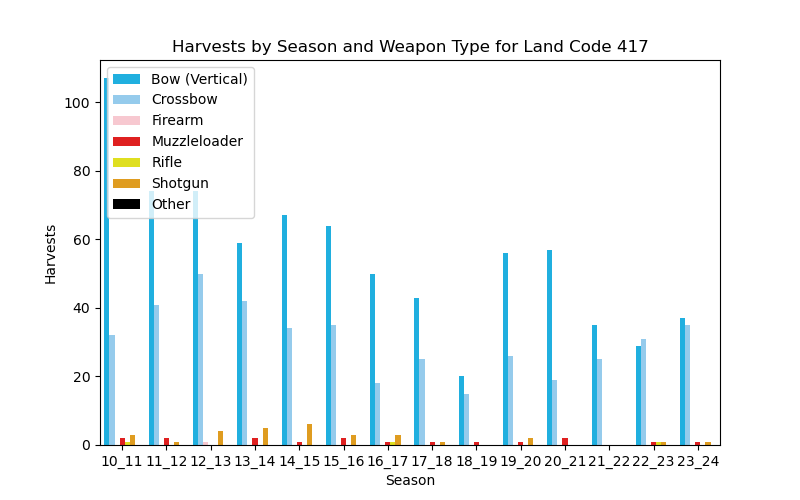 Harvests by Season and Weapon Type for Land Code 417
Bow (Vertical)
Crossbow
Firearm
Muzzleloader
Rifle
Shotgun
Other
100
80
60
40
20
0
Harvests
10_11 11_12 12_13 13_14 14_15 15_16 16_17 17_18 18_19 19_20 20_21 21_22 22_23 23_24
Season